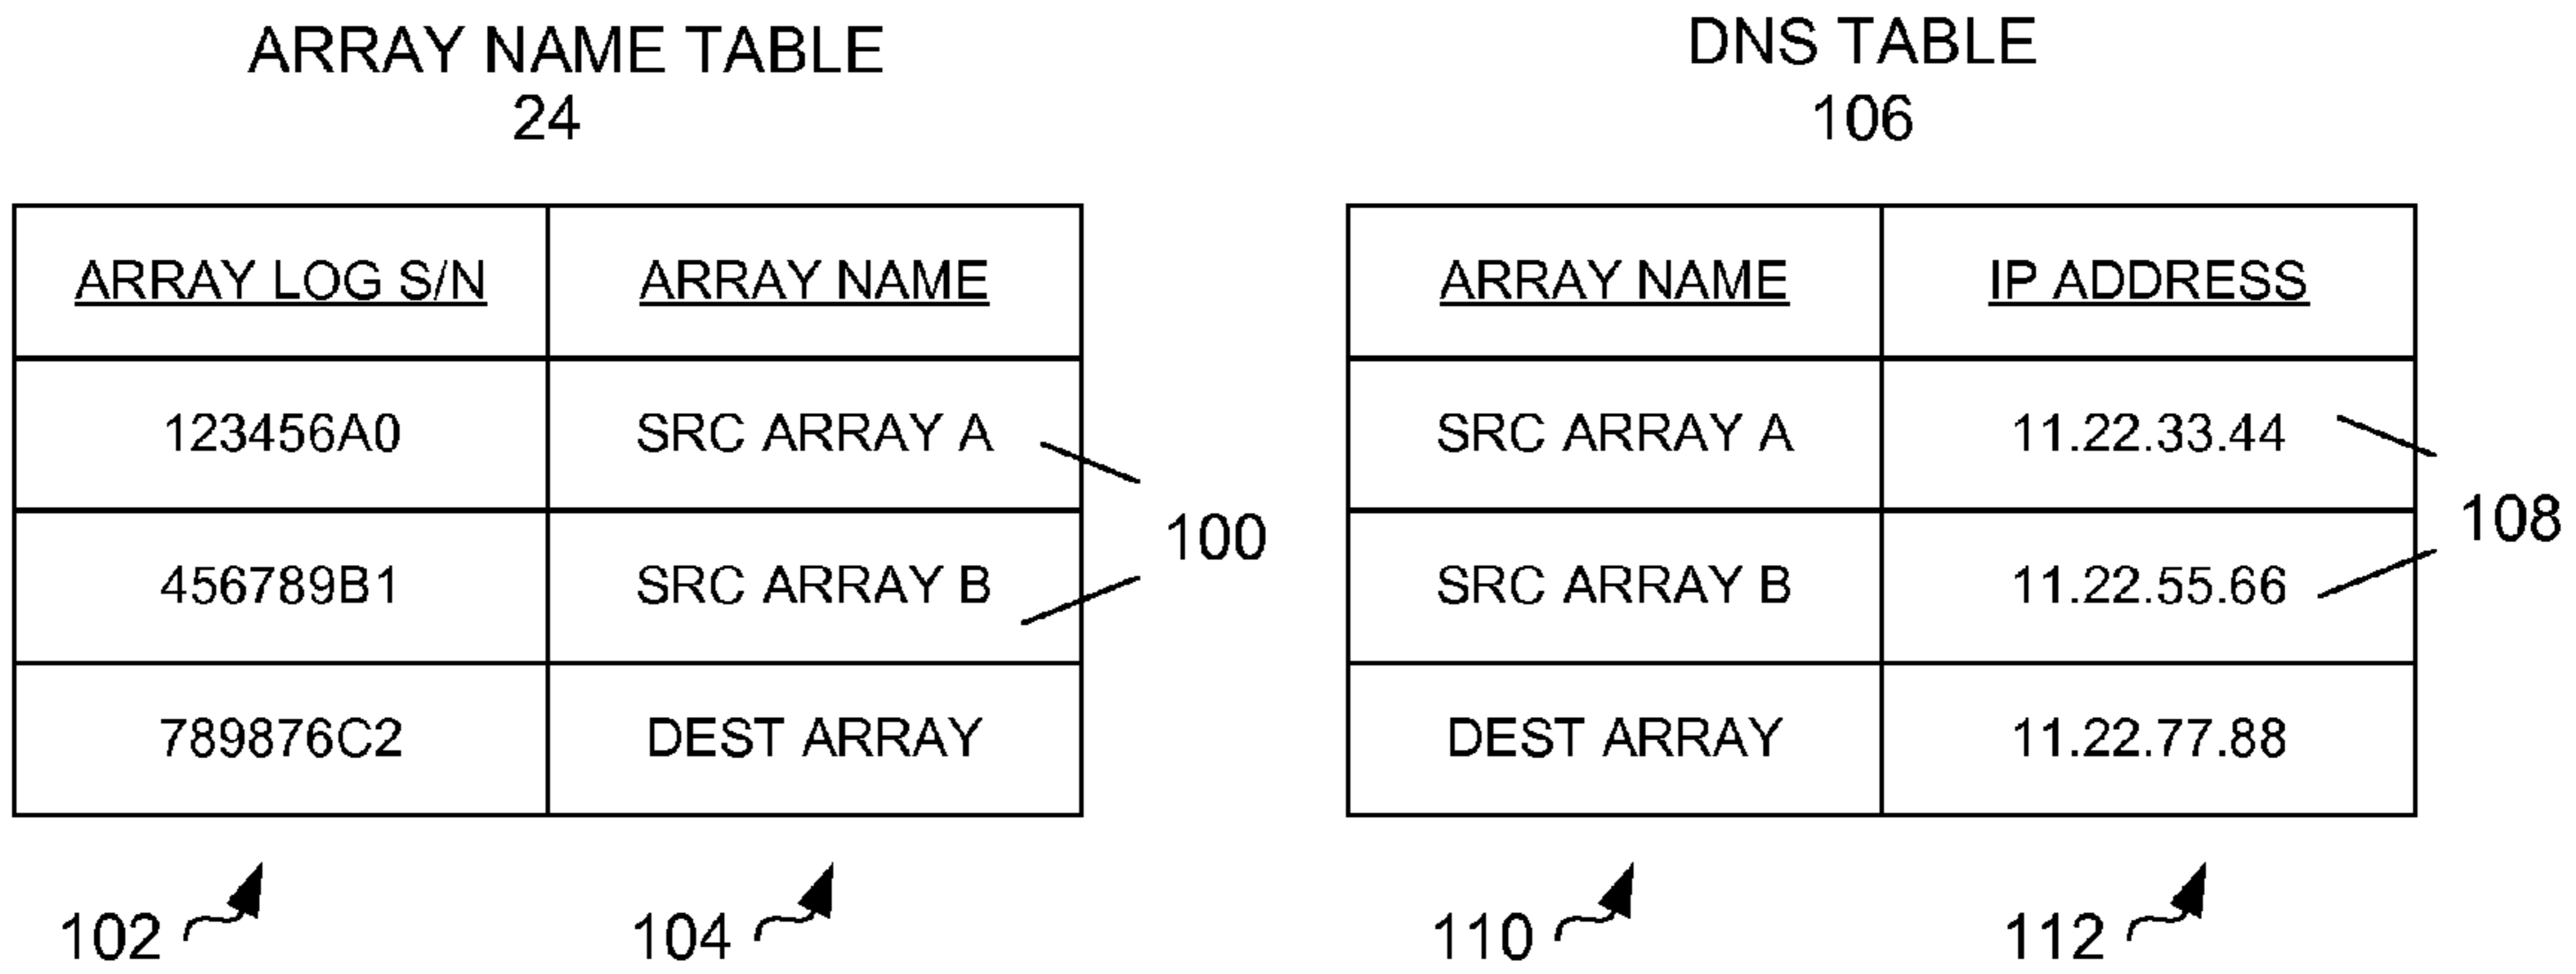 ARRAY NAME TABLE
24
ARRAY LOG S/N ARRAY NAME
123456A0 SRC ARRAY A
456789B1 SRC ARRAY B
789876C2 DEST ARRAY
100
102 104
DNS TABLE
106
ARRAY NAME IP ADDRESS
SRC ARRAY A 11.22.33.44
SRC ARRAY B 11.22.55.66
DEST ARRAY 11.22.77.88
108
110 112